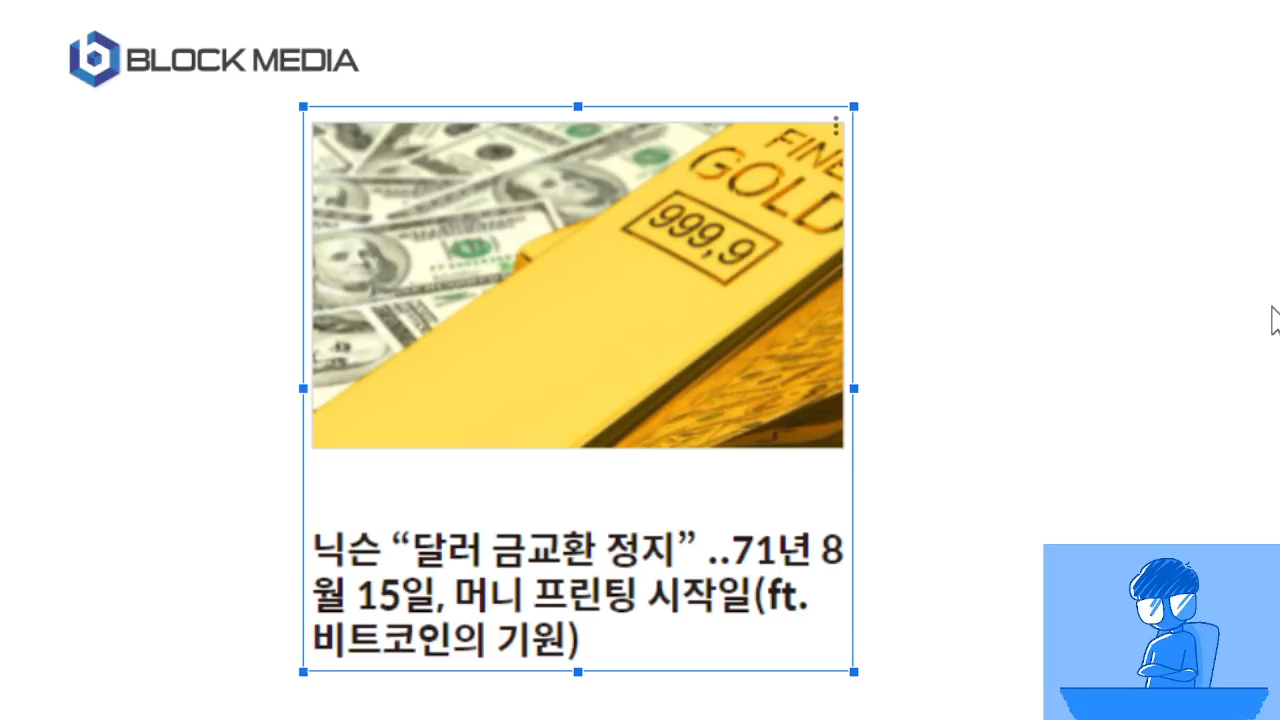 BLOCK MEDIA
FINE
GOLD
999,9
닉슨 “달러 금교환 정지” ..71년 8
월 15일, 머니 프린팅 시작일(ft.
비트코인의 기원)